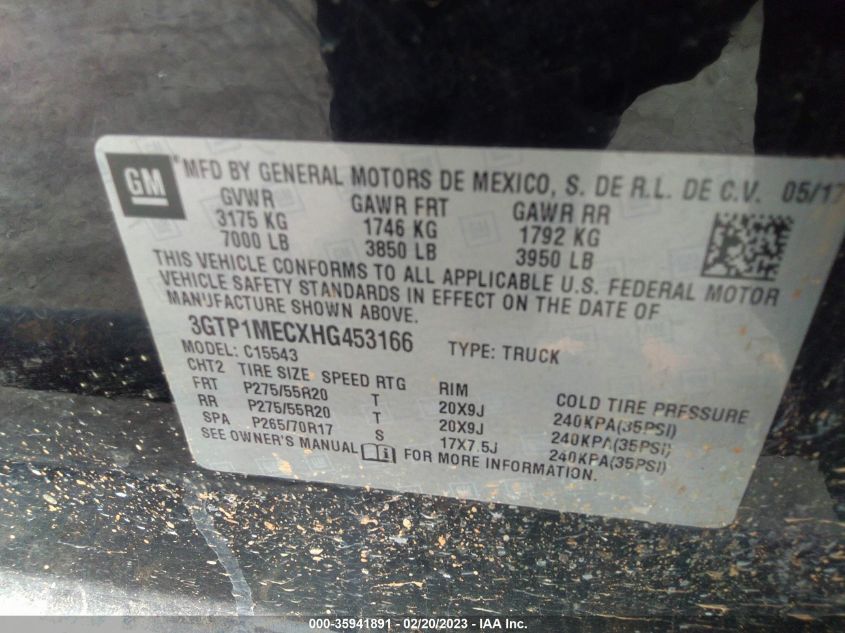 GM MFD BY GENERAL MOTORS DE MEXICO, S. DE R.L. DE C.V. 05/17
GVWR GAWR FRT GAWR RR
3175 KG 1746 KG 1792 KG
7000 LB 3850 LB 3950 LB
THIS VEHICLE CONFORMS TO ALL APPLICABLE U.S. FEDERAL MOTOR
VEHICLE SAFETY STANDARDS IN EFFECT ON THE DATE OF
MANUFACTURE SHOWN ABOVE.
3GTP1MECXHG453166 TYPE: TRUCK
MODEL: C15543
CHT2 TIRE SIZE SPEED RTG RIM COLD TIRE PRESSURE
FRT P275/55R20 T 20X9J 240KPA(35PSI)
RR P275/55R20 T 20X9J 240KPA(35PSI)
SPA P265/70R17 S 17X7.5J 240KPA(35PSI)
SEE OWNER'S MANUAL FOR MORE INFORMATION.
000-35941891 - 02/20/2023 - IAA Inc.